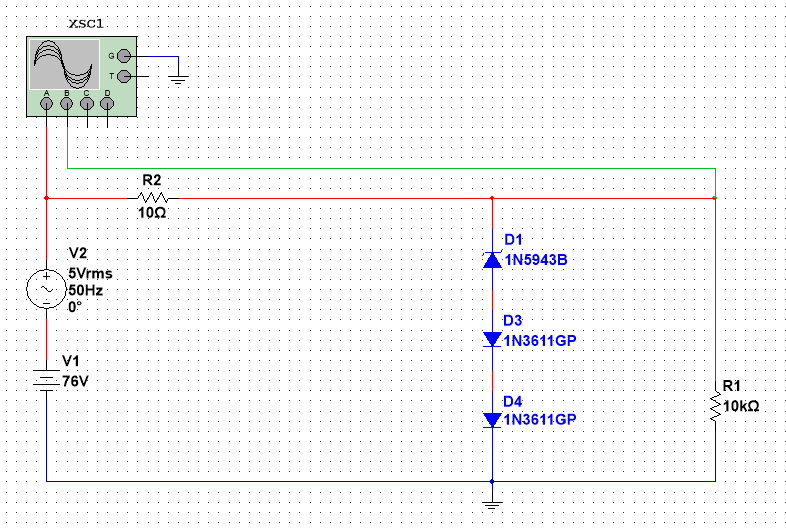 XSC1
G
T
A B C D
R2
10Ω
V2
5Vrms
50Hz
0°
V1
76V
D1
1N5943B
D3
1N3611GP
D4
1N3611GP
R1
10kΩ